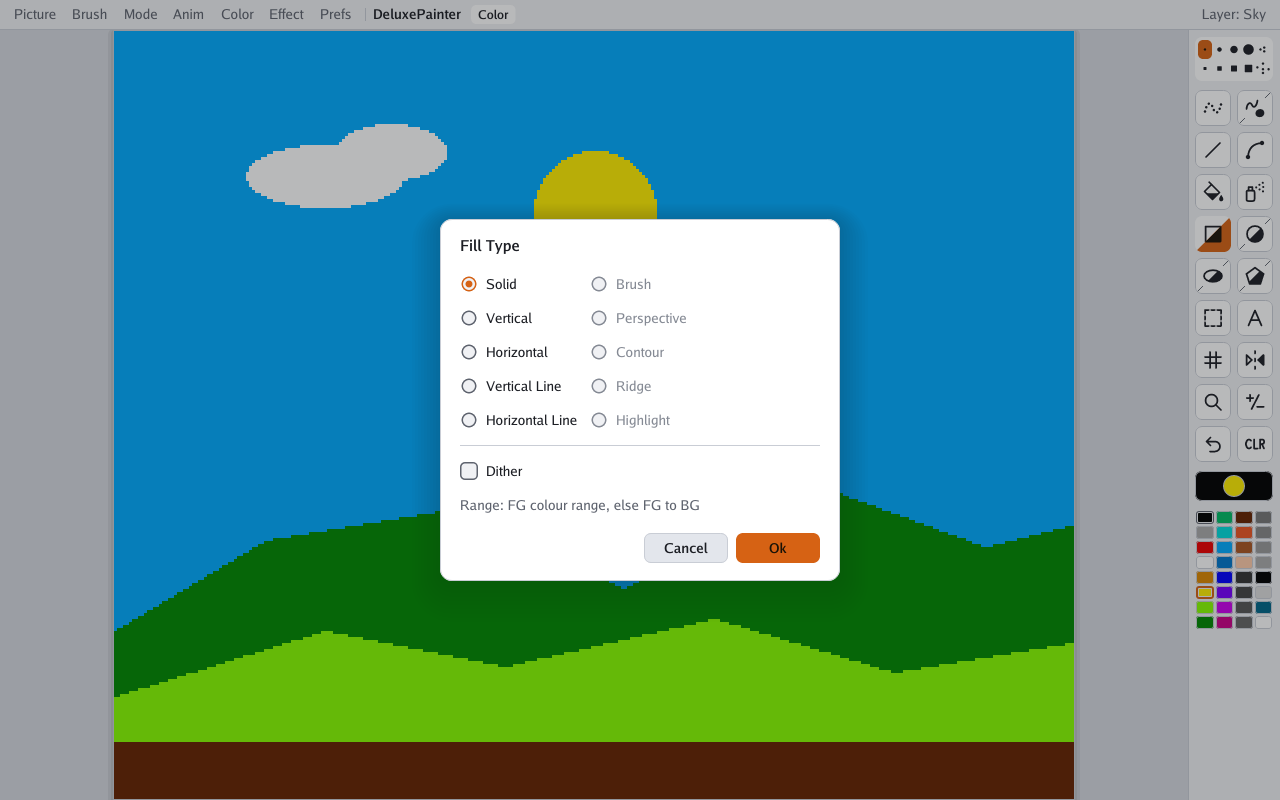 Picture Brush Mode Anim Color Effect Prefs DeluxePainter Color Layer: Sky
Fill Type
Solid Brush
Vertical Perspective
Horizontal Contour
Vertical Line Ridge
Horizontal Line Highlight
Dither
Range: FG colour range, else FG to BG
Cancel Ok
A
CLR